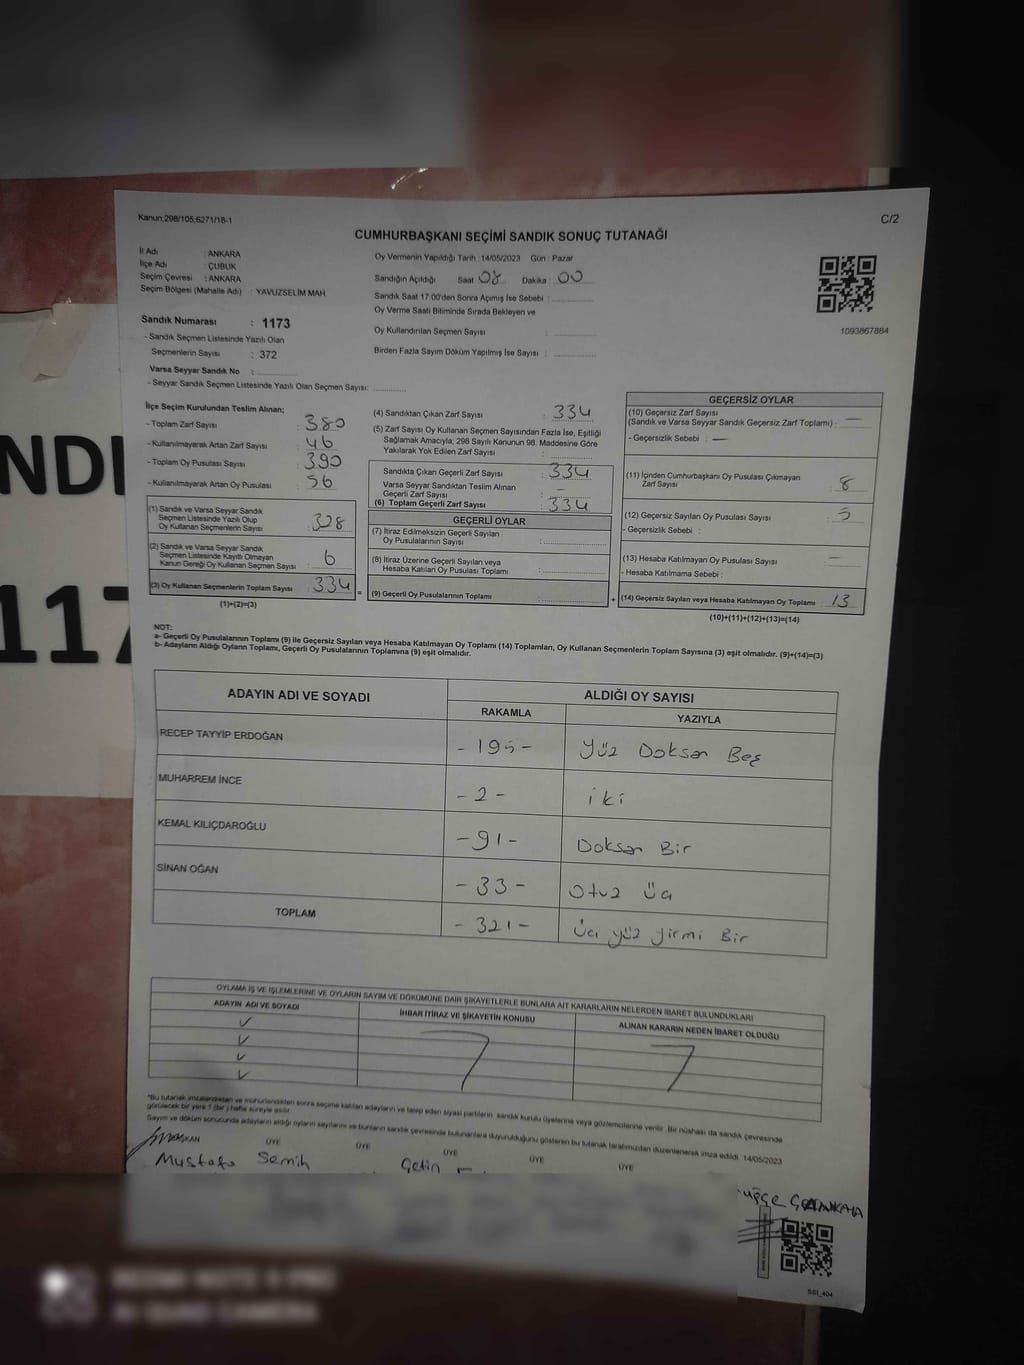 Kanun;298/105;6271/18-1
C/2
CUMHURBAŞKANI SEÇİMİ SANDIK SONUÇ TUTANAĞI
İl Adı : ANKARA
İlçe Adı : ÇUBUK
Seçim Çevresi : ANKARA
Seçim Bölgesi (Mahalle Adı) : YAVUZSELİM MAH.
Oy Vermenin Yapıldığı Tarih :14/05/2023 Gün : Pazar
Sandığın Açıldığı Saat 08 Dakika : 00
Sandık Saat 17:00'den Sonra Açımış İse Sebebi :
Oy Verme Saati Bitiminde Sırada Bekleyen ve
Oy Kullandırılan Seçmen Sayısı :
Birden Fazla Sayım Döküm Yapılmış İse Sayısı :
1093867884
Sandık Numarası : 1173
- Sandık Seçmen Listesinde Yazılı Olan
Seçmenlerin Sayısı : 372
Varsa Seyyar Sandık No :
- Seyyar Sandık Seçmen Listesinde Yazılı Olan Seçmen Sayısı:
İlçe Seçim Kurulundan Teslim Alınan;
- Toplam Zarf Sayısı : 380
- Kullanılmayarak Artan Zarf Sayısı : 46
- Toplam Oy Pusulası Sayısı : 390
- Kullanılmayarak Artan Oy Pusulası : 56
(1) Sandık ve Varsa Seyyar Sandık
Seçmen Listesinde Yazılı Olup
Oy Kullanan Seçmenlerin Sayısı : 328
(2) Sandık ve Varsa Seyyar Sandık
Seçmen Listesinde Kayıtlı Olmayan
Kanun Gereği Oy Kullanan Seçmen Sayısı : 6
(3) Oy Kullanan Seçmenlerin Toplam Sayısı : 334
(1)+(2)=(3)
(4) Sandıktan Çıkan Zarf Sayısı : 334
(5) Zarf Sayısı Oy Kullanan Seçmen Sayısından Fazla İse, Eşitliği
Sağlamak Amacıyla; 298 Sayılı Kanunun 98. Maddesine Göre
Yakılarak Yok Edilen Zarf Sayısı :
Sandıkta Çıkan Geçerli Zarf Sayısı : 334
Varsa Seyyar Sandıktan Teslim Alınan
Geçerli Zarf Sayısı : –
(6) Toplam Geçerli Zarf Sayısı : 334
GEÇERLİ OYLAR
(7) İtiraz Edilmeksizin Geçerli Sayılan
Oy Pusulalarının Sayısı :
(8) İtiraz Üzerine Geçerli Sayılan veya
Hesaba Katılan Oy Pusulası Toplamı :
(9) Geçerli Oy Pusulalarının Toplamı :
GEÇERSİZ OYLAR
(10) Geçersiz Zarf Sayısı
(Sandık ve Varsa Seyyar Sandık Geçersiz Zarf Toplamı) : —
- Geçersizlik Sebebi : —
(11) İçinden Cumhurbaşkanı Oy Pusulası Çıkmayan
Zarf Sayısı : 8
(12) Geçersiz Sayılan Oy Pusulası Sayısı : 5
- Geçersizlik Sebebi :
(13) Hesaba Katılmayan Oy Pusulası Sayısı : —
- Hesaba Katılmama Sebebi :
(14) Geçersiz Sayılan veya Hesaba Katılmayan Oy Toplamı : 13
(10)+(11)+(12)+(13)=(14)
NOT:
a- Geçerli Oy Pusulalarının Toplamı (9) ile Geçersiz Sayılan veya Hesaba Katılmayan Oy Toplamı (14) Toplamları, Oy Kullanan Seçmenlerin Toplam Sayısına (3) eşit olmalıdır. (9)+(14)=(3)
b- Adayların Aldığı Oyların Toplamı, Geçerli Oy Pusulalarının Toplamına (9) eşit olmalıdır.
ADAYIN ADI VE SOYADI ALDIĞI OY SAYISI
RAKAMLA YAZIYLA
RECEP TAYYİP ERDOĞAN - 195 - Yüz Doksan Beş
MUHARREM İNCE - 2 - iki
KEMAL KILIÇDAROĞLU - 91 - Doksan Bir
SİNAN OĞAN - 33 - Otuz Üç
TOPLAM - 321 - Üç yüz yirmi Bir
OYLAMA İŞ VE İŞLEMLERİNE VE OYLARIN SAYIM VE DÖKÜMÜNE DAİR ŞİKAYETLERLE BUNLARA AİT KARARLARIN NELERDEN İBARET BULUNDUKLARI
ADAYIN ADI VE SOYADI İHBAR İTİRAZ VE ŞİKAYETİN KONUSU ALINAN KARARIN NEDEN İBARET OLDUĞU
*Bu tutanak imzalandıktan ve mühürlendikten sonra seçime katılan adayların ve talep eden siyasi partilerin sandık kurulu üyelerine veya gözlemcilerine verilir. Bir nüshası da sandık çevresinde
görülecek bir yere 1 (bir) hafta süreyle asılır.
Sayım ve döküm sonucunda adayların aldığı oyların sayılarını ve bunların sandık çevresinde bulunanlara duyurulduğunu gösteren bu tutanak tarafımızdan düzenlenerek imza edildi. 14/05/2023
BAŞKAN ÜYE ÜYE ÜYE ÜYE ÜYE
Mustafa Semih Çetin
SSI_404
NDI
117
REDMI NOTE 9 PRO
AI QUAD CAMERA